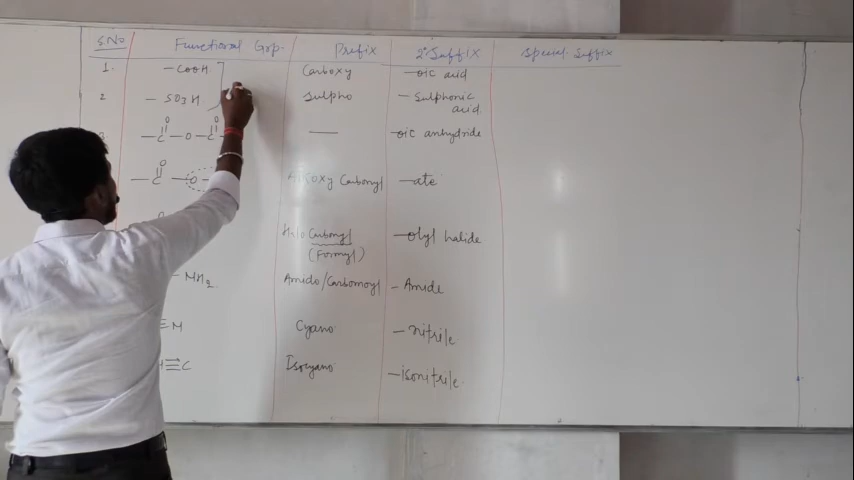 S.No Functional Grp. Prefix 2° Suffix Special Suffix
1. -COOH Carboxy -oic acid
2 - SO3H Sulpho - Sulphonic
acid
-C-O-C oic anhydride
O O
O
-C-O- Alkoxy Carbonyl -ate
Halo Carbonyl -oyl halide
(Formyl)
- NH2 Amido/Carbamoyl - Amide
≡N Cyano -nitrile
≡C Isocyano -isonitrile